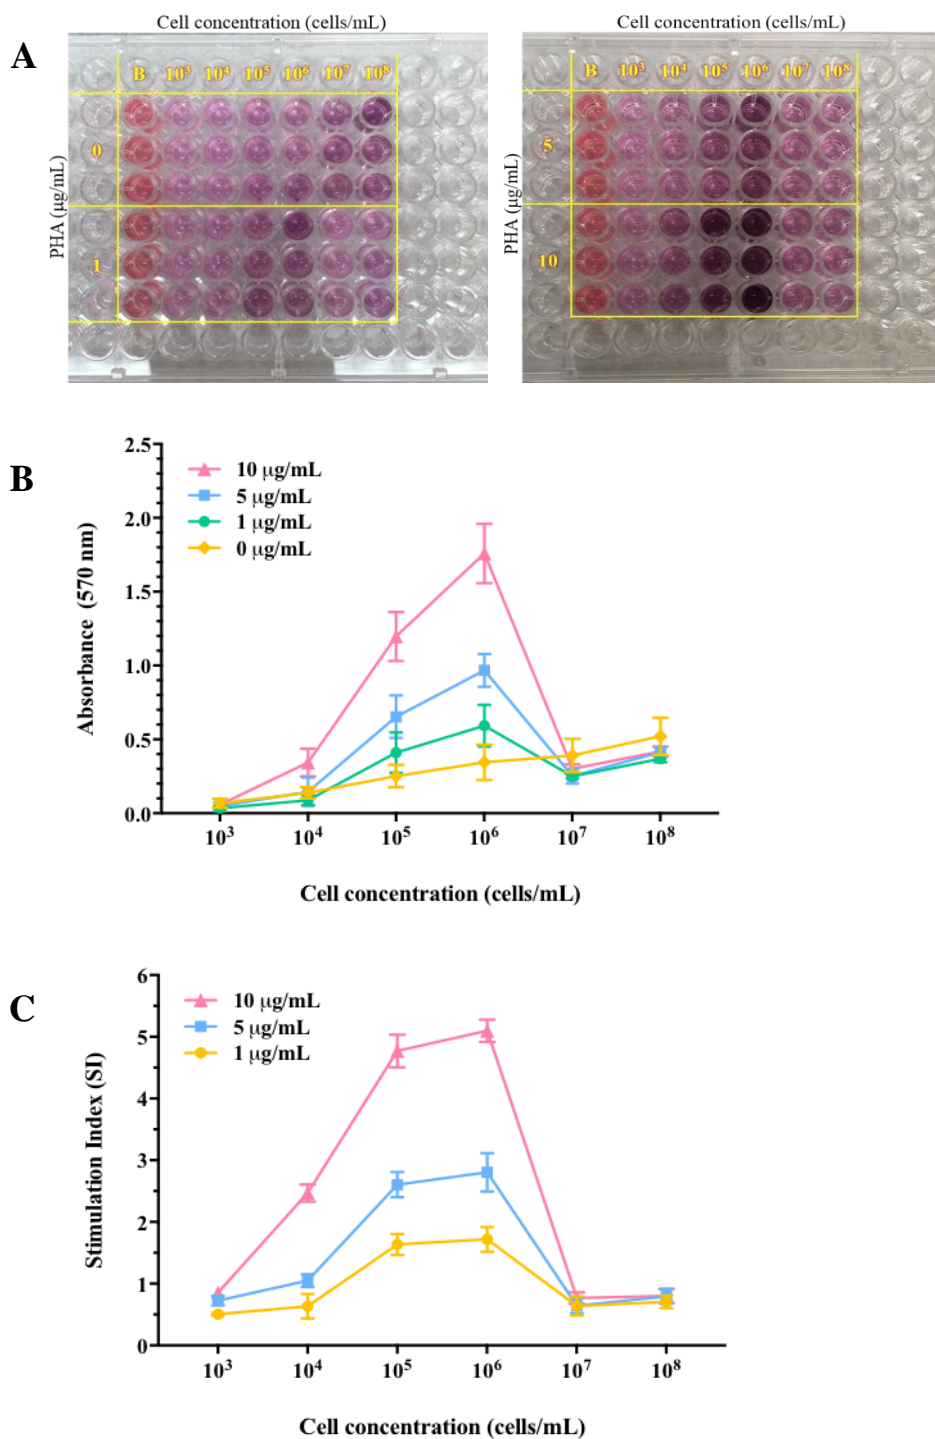 A
Cell concentration (cells/mL)
B 10³ 10⁴ 10⁵ 10⁶ 10⁷ 10⁸
PHA (μg/mL)
0
1
Cell concentration (cells/mL)
B 10³ 10⁴ 10⁵ 10⁶ 10⁷ 10⁸
PHA (μg/mL)
5
10
B
2.5
2.0
1.5
1.0
0.5
0.0
Absorbance (570 nm)
10 μg/mL
5 μg/mL
1 μg/mL
0 μg/mL
10³ 10⁴ 10⁵ 10⁶ 10⁷ 10⁸
Cell concentration (cells/mL)
C
6
5
4
3
2
1
0
Stimulation Index (SI)
10 μg/mL
5 μg/mL
1 μg/mL
10³ 10⁴ 10⁵ 10⁶ 10⁷ 10⁸
Cell concentration (cells/mL)